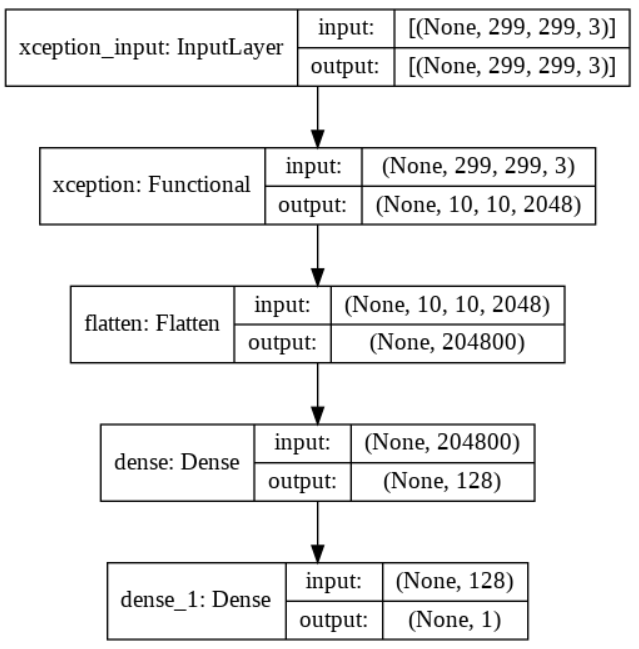 xception_input: InputLayer
input: [(None, 299, 299, 3)]
output: [(None, 299, 299, 3)]
xception: Functional
input: (None, 299, 299, 3)
output: (None, 10, 10, 2048)
flatten: Flatten
input: (None, 10, 10, 2048)
output: (None, 204800)
dense: Dense
input: (None, 204800)
output: (None, 128)
dense_1: Dense
input: (None, 128)
output: (None, 1)